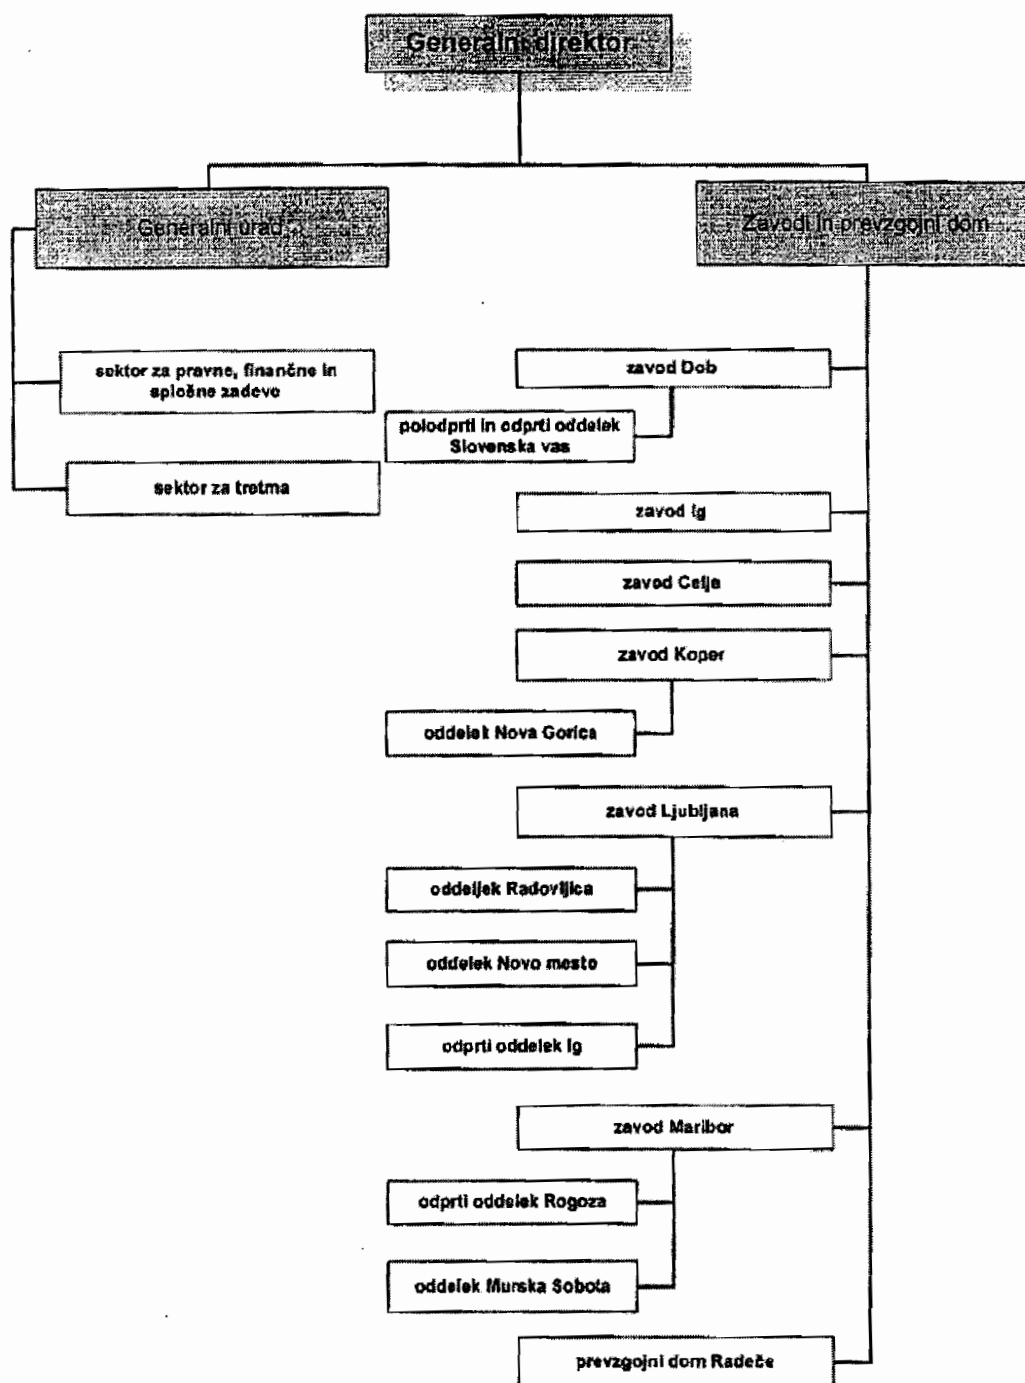 Generalni direktor
Generalni urad
Zavodi in prevzgojni dom
sektor za pravne, finančne in
splošne zadeve
sektor za tretma
zavod Dob
polodprti in odprti oddelek
Slovenska vas
zavod Ig
zavod Celje
zavod Koper
oddelek Nova Gorica
zavod Ljubljana
oddeljek Radovljica
oddelek Novo mesto
odprti oddelek Ig
zavod Maribor
odprti oddelek Rogoza
oddelek Murska Sobota
prevzgojni dom Radeče